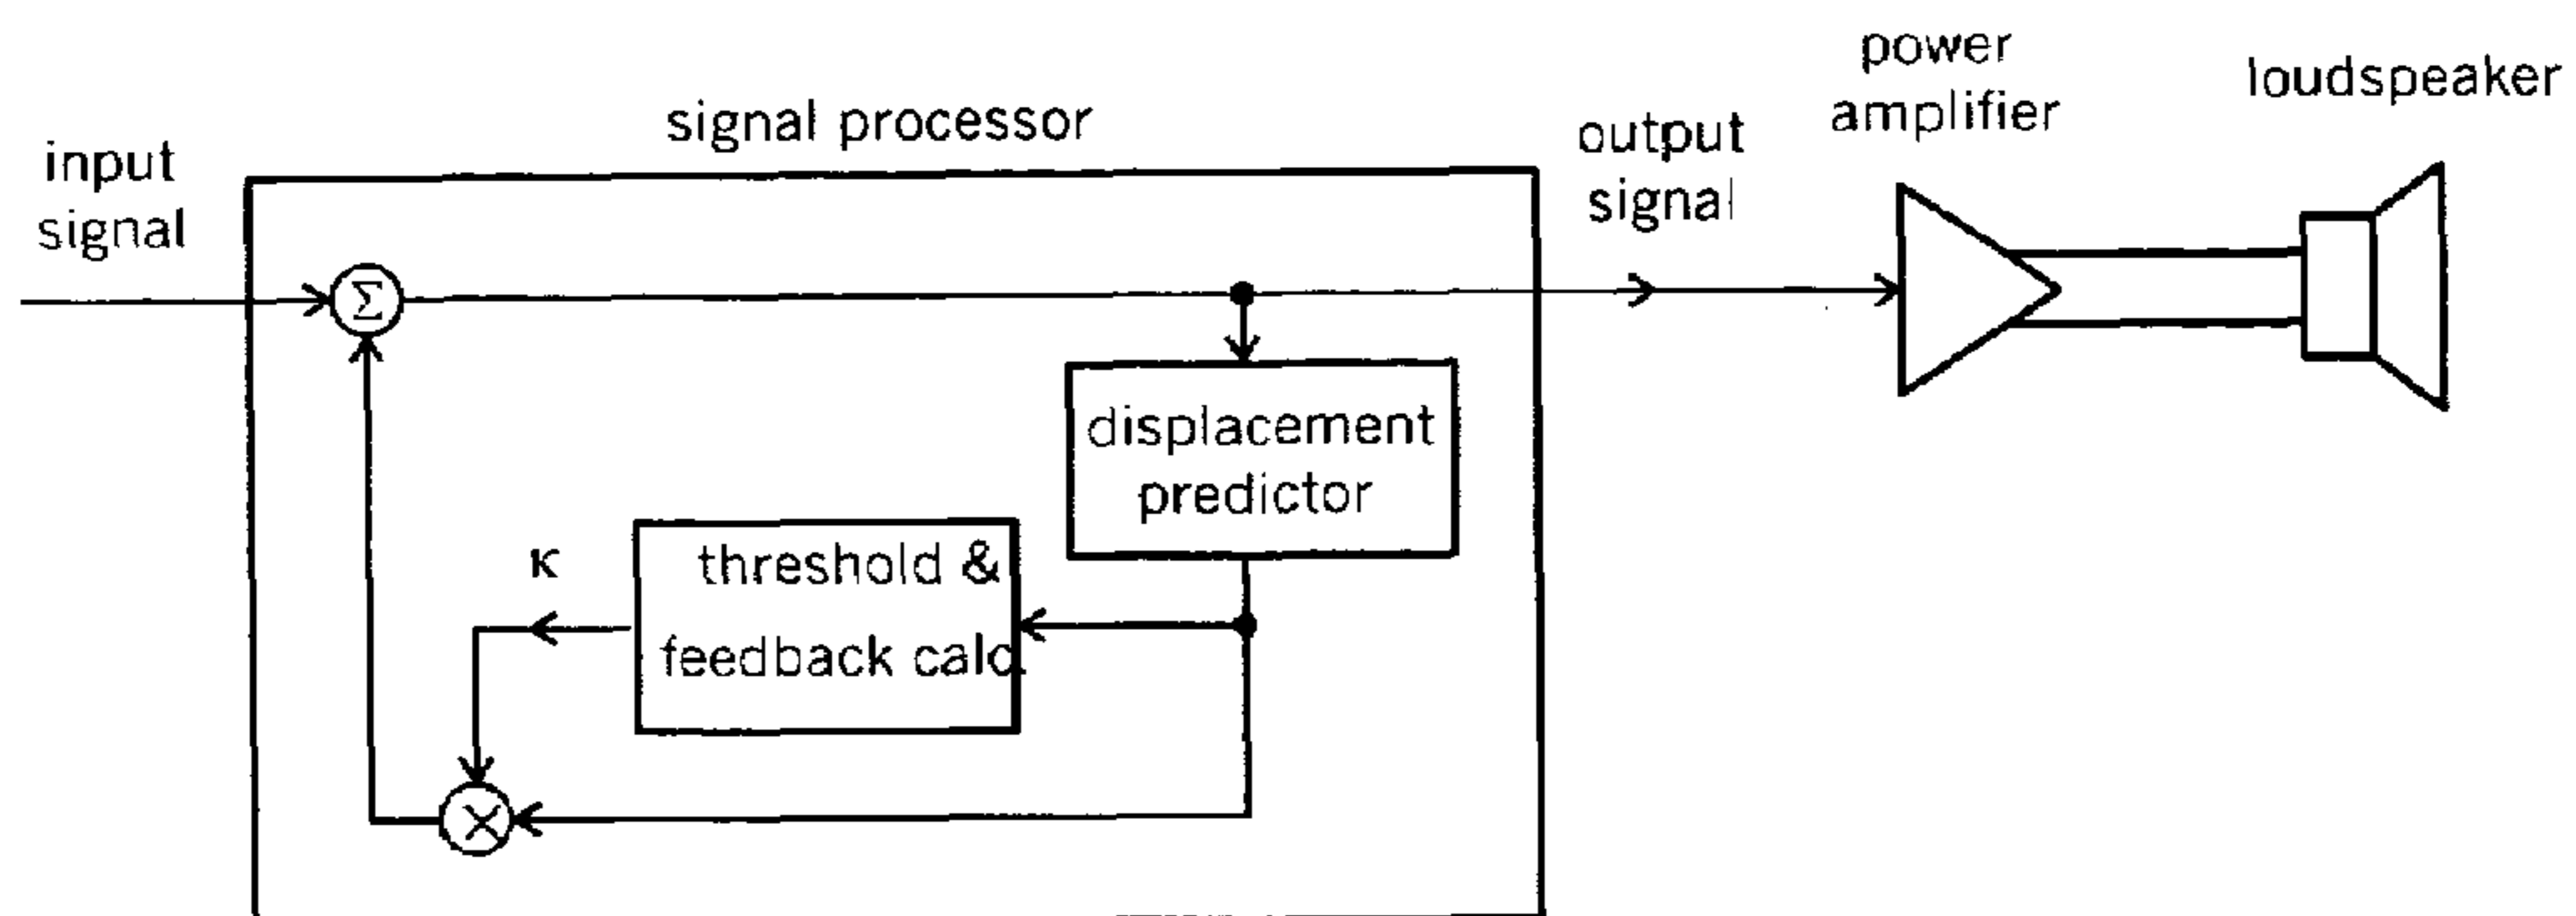 input
signal
signal processor
Σ
output
signal
power
amplifier
loudspeaker
displacement
predictor
κ
threshold &
feedback calc.
X